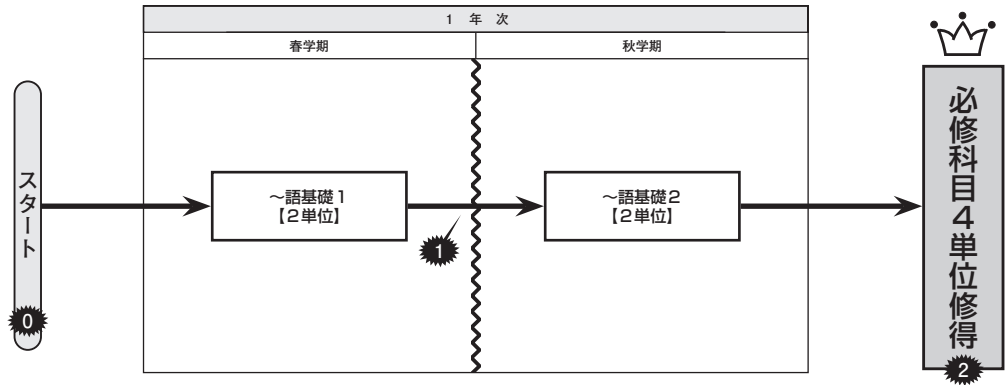 1 年 次
春学期
秋学期
スタート
0
～語基礎1
【2単位】
1
～語基礎2
【2単位】
必修科目4単位修得
2